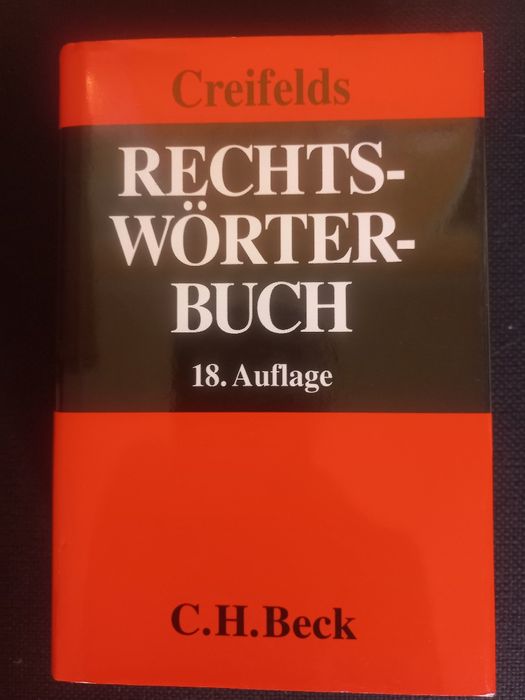 Creifelds
RECHTS-
WÖRTER-
BUCH
18. Auflage
C.H.Beck